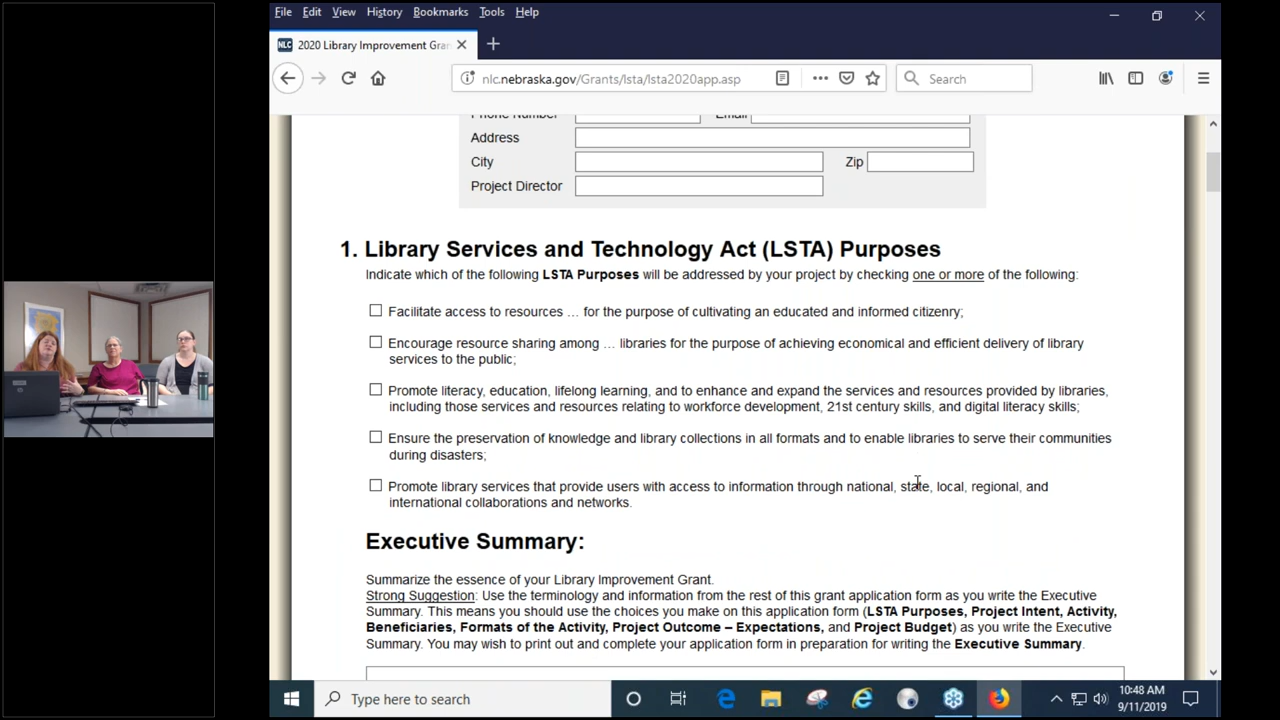 File Edit View History Bookmarks Tools Help
NLC 2020 Library Improvement Gra
nlc.nebraska.gov/Grants/lsta/lsta2020app.asp
Search
Phone Number Email
Address
City Zip
Project Director
1. Library Services and Technology Act (LSTA) Purposes
Indicate which of the following LSTA Purposes will be addressed by your project by checking one or more of the following:
Facilitate access to resources … for the purpose of cultivating an educated and informed citizenry;
Encourage resource sharing among … libraries for the purpose of achieving economical and efficient delivery of library
services to the public;
Promote literacy, education, lifelong learning, and to enhance and expand the services and resources provided by libraries,
including those services and resources relating to workforce development, 21st century skills, and digital literacy skills;
Ensure the preservation of knowledge and library collections in all formats and to enable libraries to serve their communities
during disasters;
Promote library services that provide users with access to information through national, state, local, regional, and
international collaborations and networks.
Executive Summary:
Summarize the essence of your Library Improvement Grant.
Strong Suggestion: Use the terminology and information from the rest of this grant application form as you write the Executive
Summary. This means you should use the choices you make on this application form (LSTA Purposes, Project Intent, Activity,
Beneficiaries, Formats of the Activity, Project Outcome – Expectations, and Project Budget) as you write the Executive
Summary. You may wish to print out and complete your application form in preparation for writing the Executive Summary.
Type here to search
10:48 AM
9/11/2019